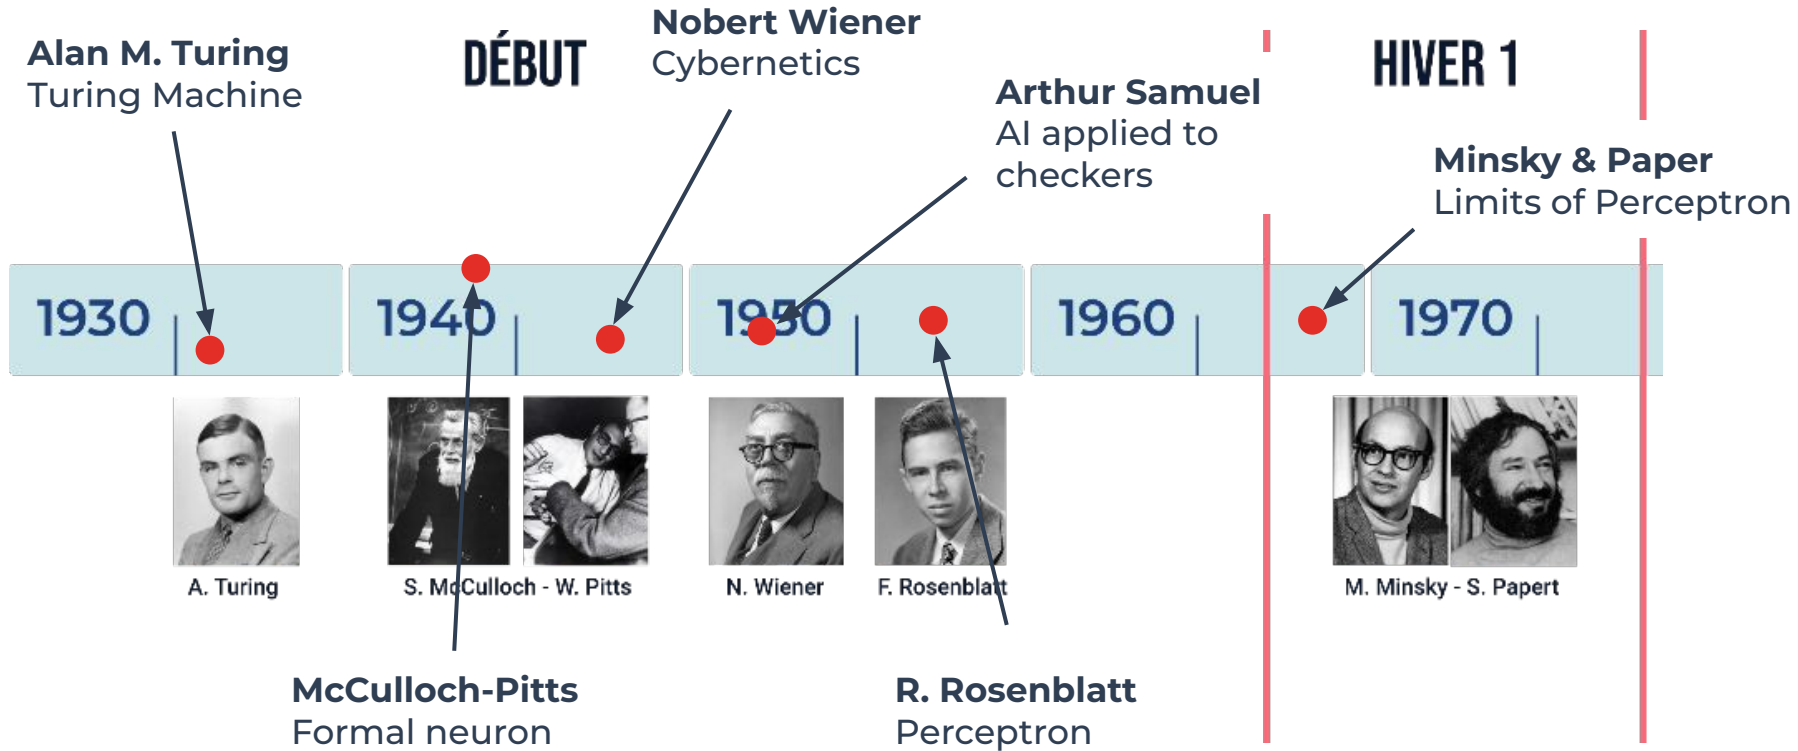 Alan M. Turing
Turing Machine
DÉBUT
Nobert Wiener
Cybernetics
Arthur Samuel
AI applied to
checkers
HIVER 1
Minsky & Paper
Limits of Perceptron
1930
1940
1950
1960
1970
A. Turing
S. McCulloch - W. Pitts
N. Wiener
F. Rosenblatt
M. Minsky - S. Papert
McCulloch-Pitts
Formal neuron
R. Rosenblatt
Perceptron